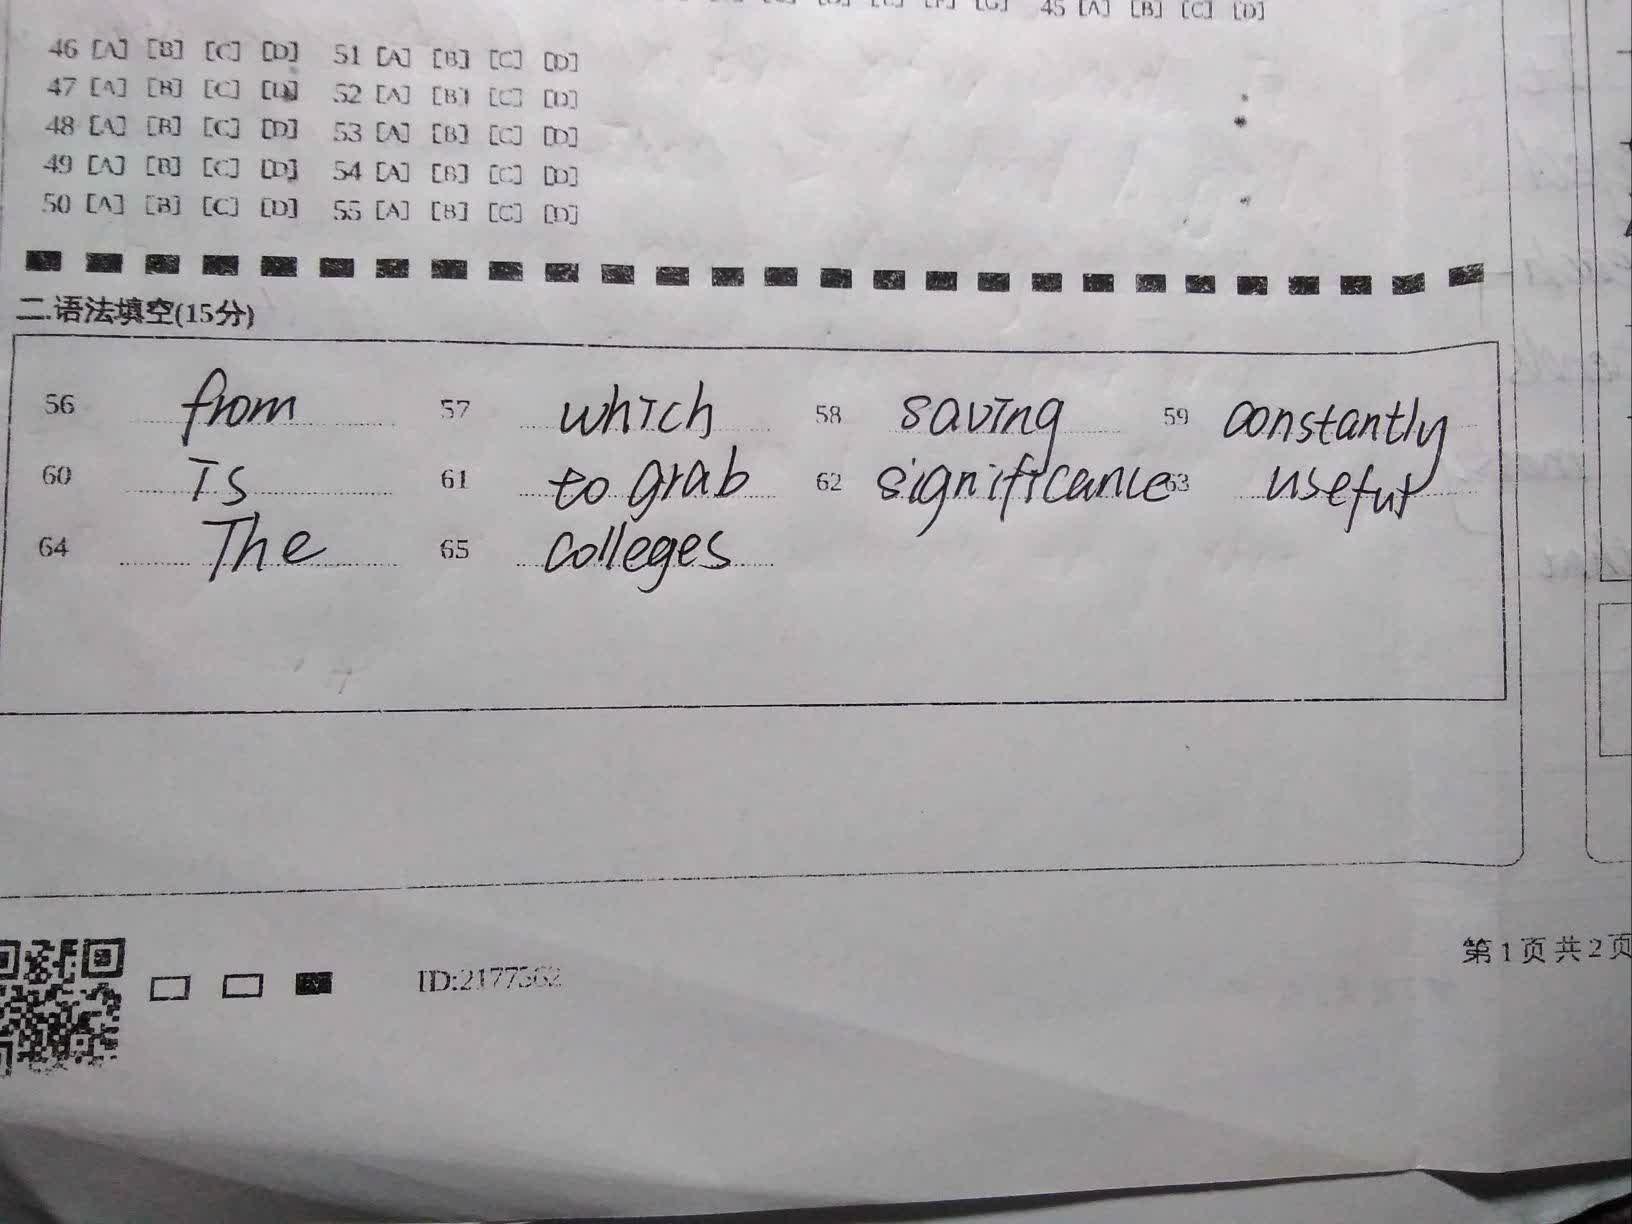 45 [A] [B] [C] [D]
46 [A] [B] [C] [D] 51 [A] [B] [C] [D]
47 [A] [B] [C] [D] 52 [A] [B] [C] [D]
48 [A] [B] [C] [D] 53 [A] [B] [C] [D]
49 [A] [B] [C] [D] 54 [A] [B] [C] [D]
50 [A] [B] [C] [D] 55 [A] [B] [C] [D]
二.语法填空(15分)
56 from 57 which 58 saving 59 constantly
60 Is 61 to grab 62 significance 63 useful
64 The 65 colleges
ID:2177562
第1页共2页